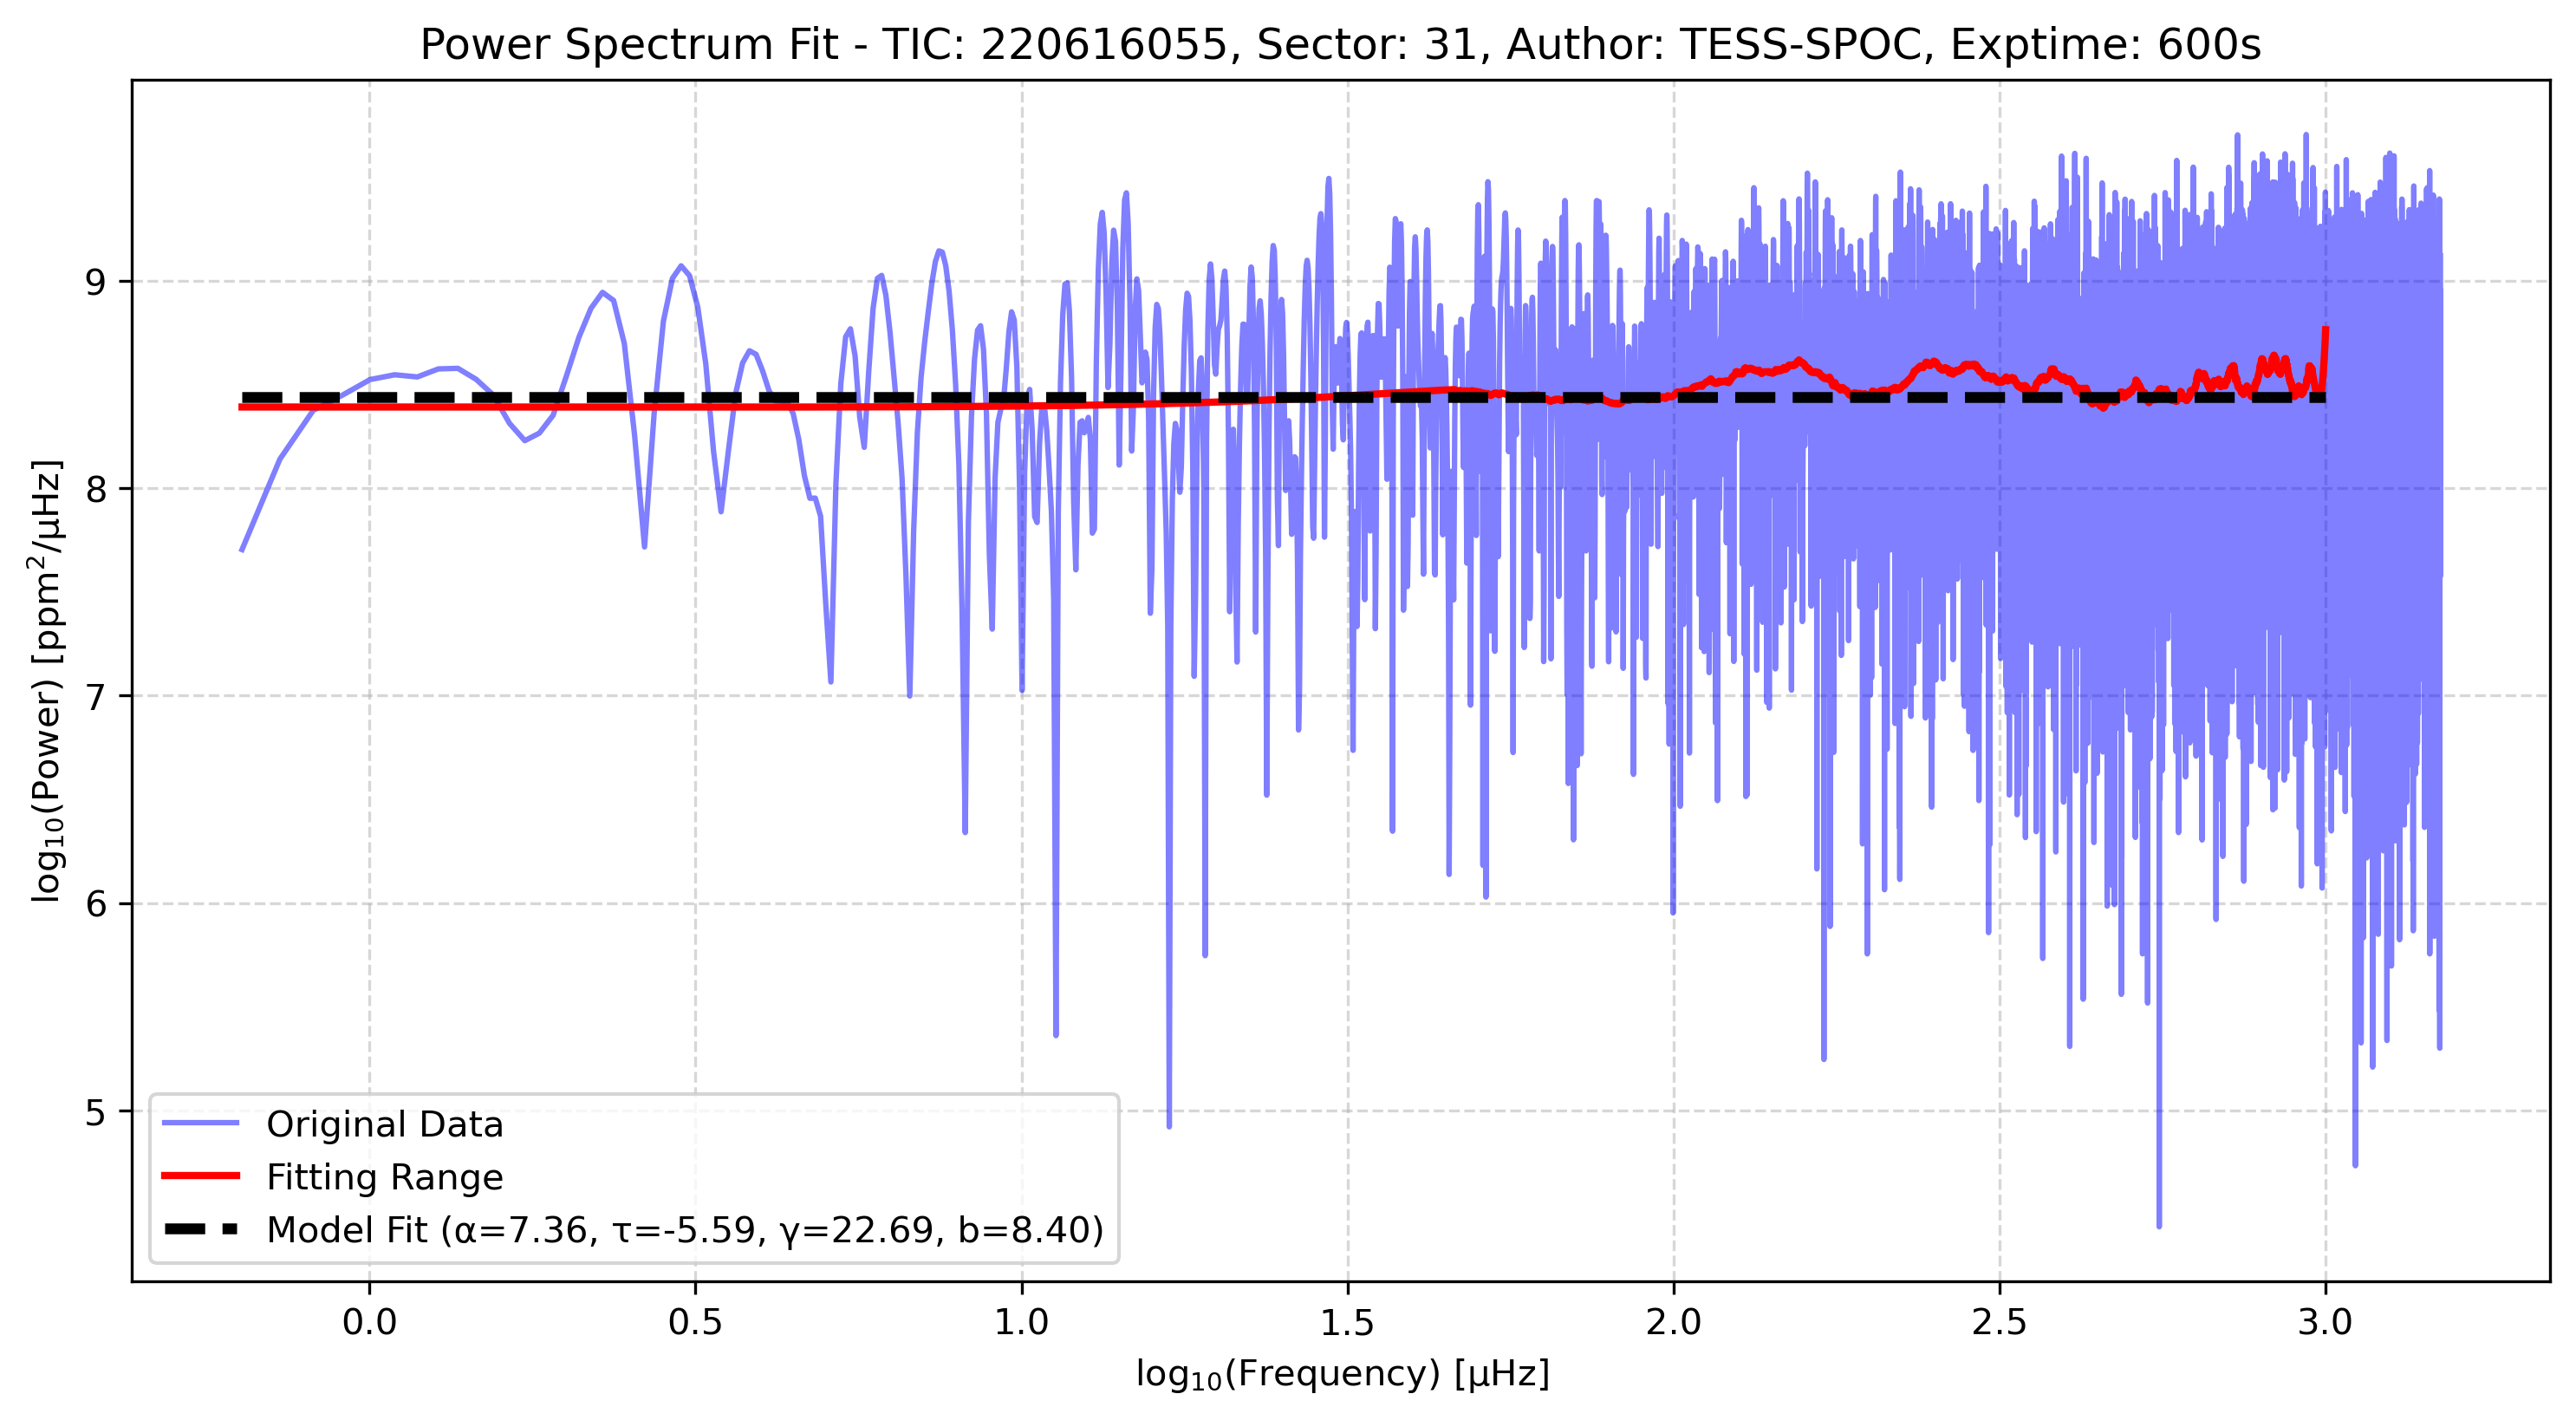 Power Spectrum Fit - TIC: 220616055, Sector: 31, Author: TESS-SPOC, Exptime: 600s
log₁₀(Power) [ppm²/μHz]
9
8
7
6
5
Original Data
Fitting Range
Model Fit (α=7.36, τ=-5.59, γ=22.69, b=8.40)
0.0 0.5 1.0 1.5 2.0 2.5 3.0
log₁₀(Frequency) [μHz]